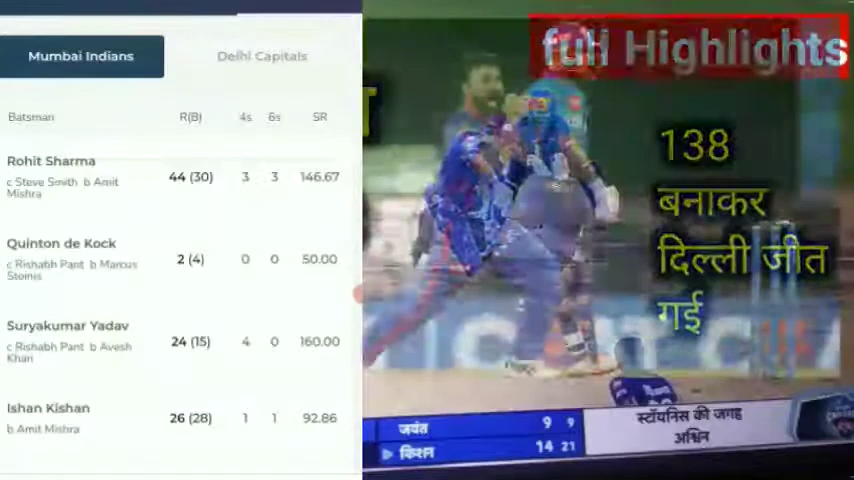 Mumbai Indians
Delhi Capitals
Batsman R(B) 4s 6s SR
Rohit Sharma
c Steve Smith b Amit
Mishra
44 (30) 3 3 146.67
Quinton de Kock
c Rishabh Pant b Marcus
Stoinis
2 (4) 0 0 50.00
Suryakumar Yadav
c Rishabh Pant b Avesh
Khan
24 (15) 4 0 160.00
Ishan Kishan
b Amit Mishra
26 (28) 1 1 92.86
full Highlights
138
बनाकर
दिल्ली जीत
गई
जयंत 9 9
किशन 14 21
स्टॉयनिस की जगह
अश्विन